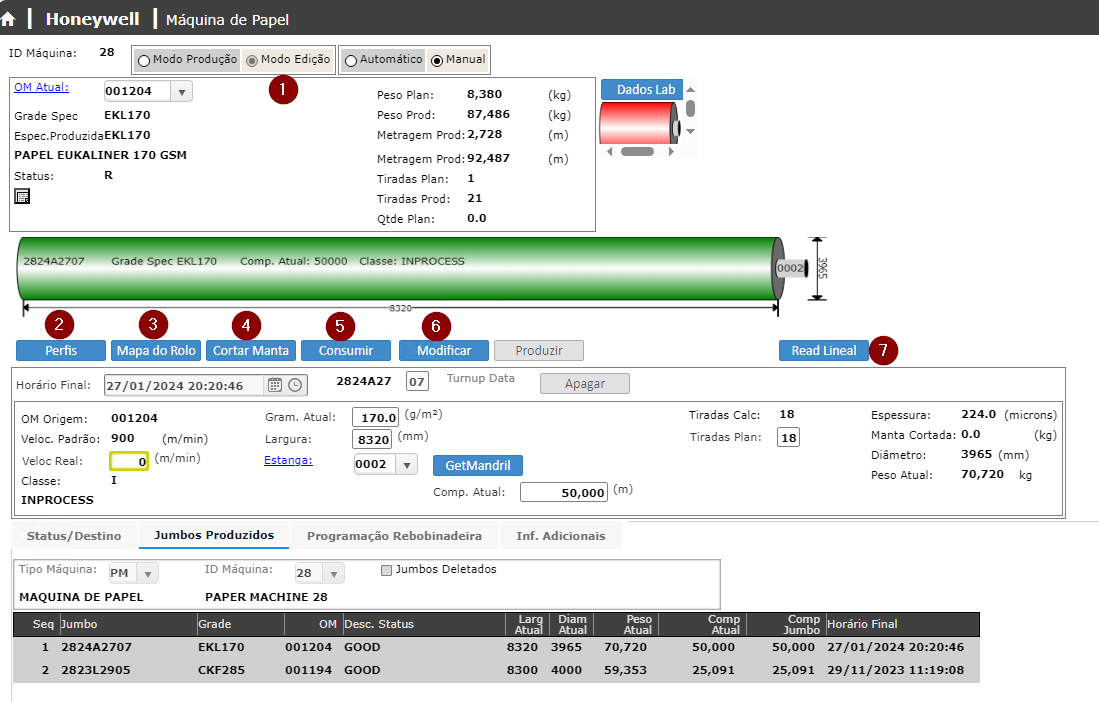 Honeywell | Máquina de Papel
ID Máquina: 28 Modo Produção Modo Edição Automático Manual
1
OM Atual: 001204
Grade Spec EKL170
Espec.Produzida EKL170
PAPEL EUKALINER 170 GSM
Status: R
Peso Plan: 8,380 (kg)
Peso Prod: 87,486 (kg)
Metragem Prod: 2,728 (m)
Metragem Prod: 92,487 (m)
Tiradas Plan: 1
Tiradas Prod: 21
Qtde Plan: 0.0
Dados Lab
2824A2707 Grade Spec EKL170 Comp. Atual: 50000 Classe: INPROCESS 0002 3965
8320
2 3 4 5 6
Perfis Mapa do Rolo Cortar Manta Consumir Modificar Produzir Read Lineal 7
Horário Final: 27/01/2024 20:20:46 2824A27 07 Turnup Data Apagar
OM Origem: 001204
Veloc. Padrão: 900 (m/min)
Veloc Real: 0 (m/min)
Classe: I
INPROCESS
Gram. Atual: 170.0 (g/m²)
Largura: 8320 (mm)
Estanga: 0002 GetMandril
Comp. Atual: 50,000 (m)
Tiradas Calc: 18
Tiradas Plan: 18
Espessura: 224.0 (microns)
Manta Cortada: 0.0 (kg)
Diâmetro: 3965 (mm)
Peso Atual: 70,720 kg
Status/Destino Jumbos Produzidos Programação Rebobinadeira Inf. Adicionais
Tipo Máquina: PM ID Máquina: 28 Jumbos Deletados
MAQUINA DE PAPEL PAPER MACHINE 28
Seq Jumbo Grade OM Desc. Status Larg Atual Diam Atual Peso Atual Comp Atual Comp Jumbo Horário Final
1 2824A2707 EKL170 001204 GOOD 8320 3965 70,720 50,000 50,000 27/01/2024 20:20:46
2 2823L2905 CKF285 001194 GOOD 8300 4000 59,353 25,091 25,091 29/11/2023 11:19:08